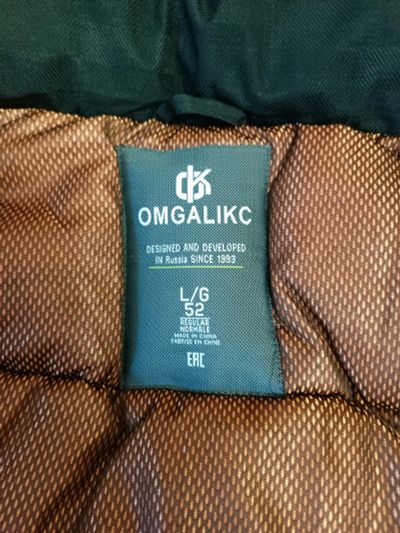 OMGALIKC
DESIGNED AND DEVELOPED
IN Russia SINCE 1993
L/G
52
REGULAR
NORMALE
MADE IN CHINA
FABRIQUÉ EN CHINE
EAC